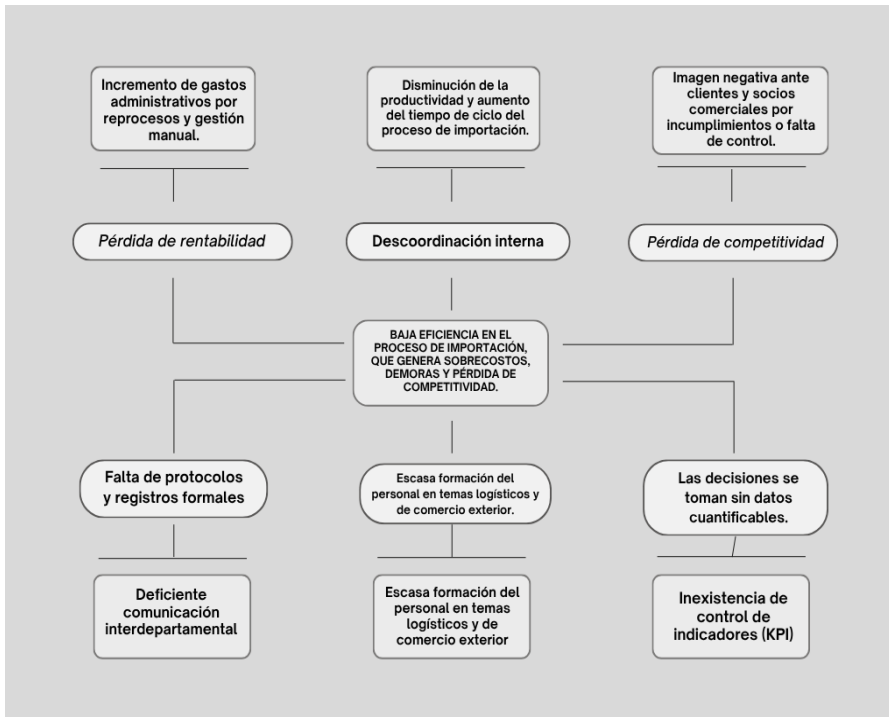 Incremento de gastos
administrativos por
reprocesos y gestión
manual.
Disminución de la
productividad y aumento
del tiempo de ciclo del
proceso de importación.
Imagen negativa ante
clientes y socios
comerciales por
incumplimientos o falta
de control.
Pérdida de rentabilidad
Descoordinación interna
Pérdida de competitividad
BAJA EFICIENCIA EN EL
PROCESO DE IMPORTACIÓN,
QUE GENERA SOBRECOSTOS,
DEMORAS Y PÉRDIDA DE
COMPETITIVIDAD.
Falta de protocolos
y registros formales
Escasa formación del
personal en temas logísticos y
de comercio exterior.
Las decisiones se
toman sin datos
cuantificables.
Deficiente
comunicación
interdepartamental
Escasa formación del
personal en temas
logísticos y de
comercio exterior
Inexistencia de
control de
indicadores (KPI)